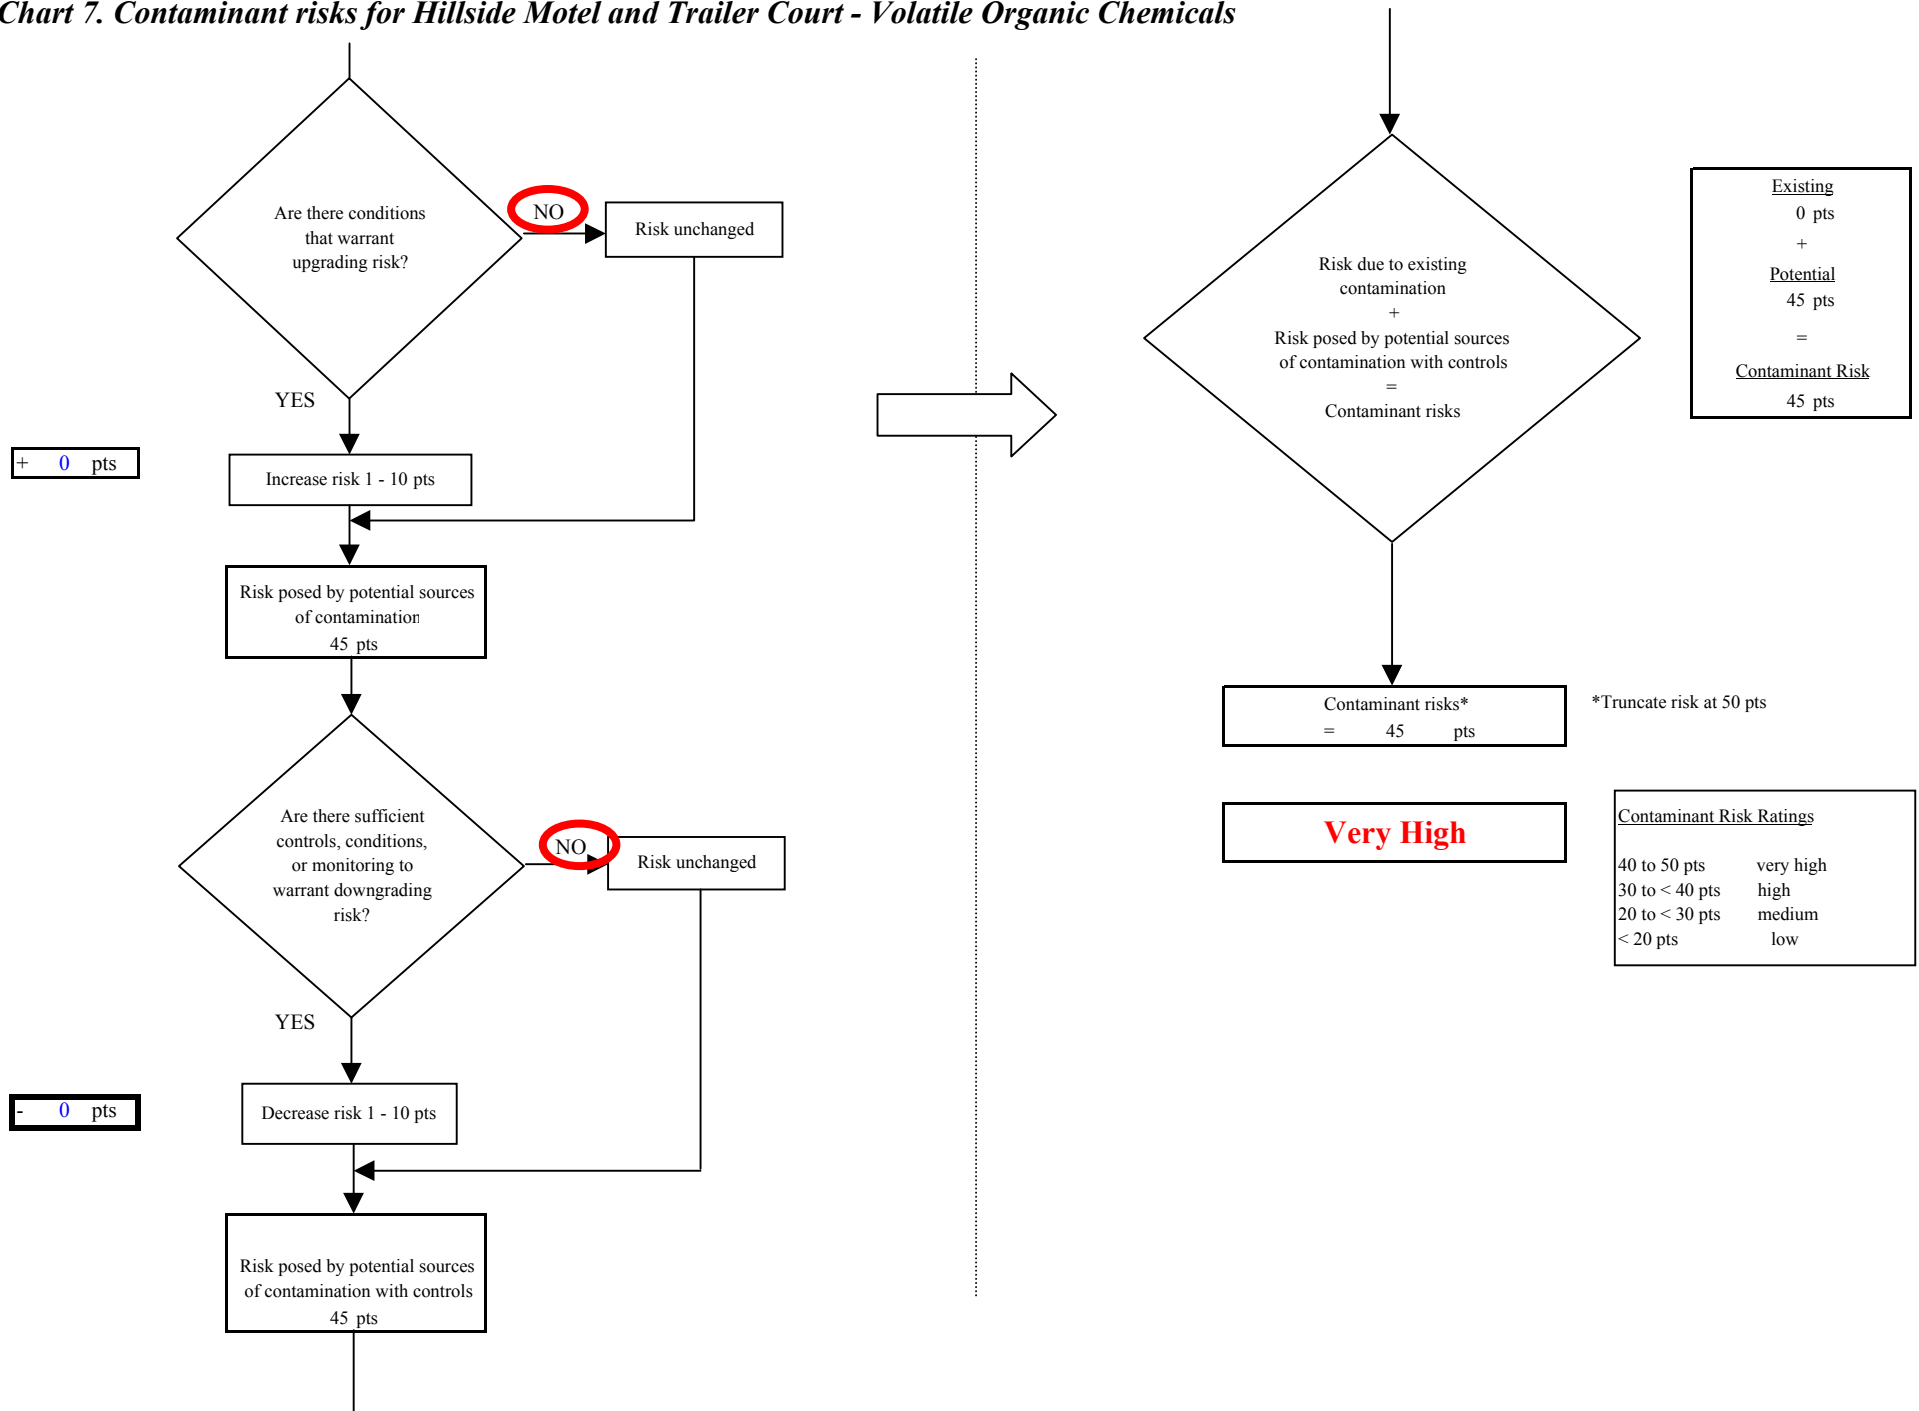 Chart 7. Contaminant risks for Hillside Motel and Trailer Court - Volatile Organic Chemicals
Are there conditions
that warrant
upgrading risk?
NO
Risk unchanged
YES
+ 0 pts
Increase risk 1 - 10 pts
Risk posed by potential sources
of contamination
45 pts
Are there sufficient
controls, conditions,
or monitoring to
warrant downgrading
risk?
NO
Risk unchanged
YES
- 0 pts
Decrease risk 1 - 10 pts
Risk posed by potential sources
of contamination with controls
45 pts
Risk due to existing
contamination
+
Risk posed by potential sources
of contamination with controls
=
Contaminant risks
Existing
0 pts
+
Potential
45 pts
=
Contaminant Risk
45 pts
Contaminant risks*
= 45 pts
*Truncate risk at 50 pts
Very High
Contaminant Risk Ratings
40 to 50 pts very high
30 to < 40 pts high
20 to < 30 pts medium
< 20 pts low